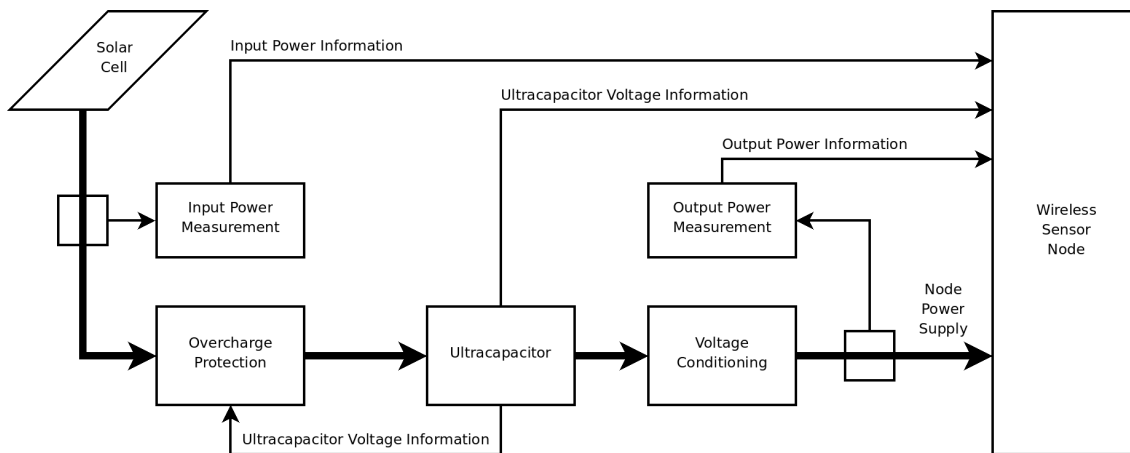 Solar
Cell
Input Power Information
Ultracapacitor Voltage Information
Output Power Information
Input Power
Measurement
Output Power
Measurement
Wireless
Sensor
Node
Node
Power
Supply
Overcharge
Protection
Ultracapacitor
Voltage
Conditioning
Ultracapacitor Voltage Information